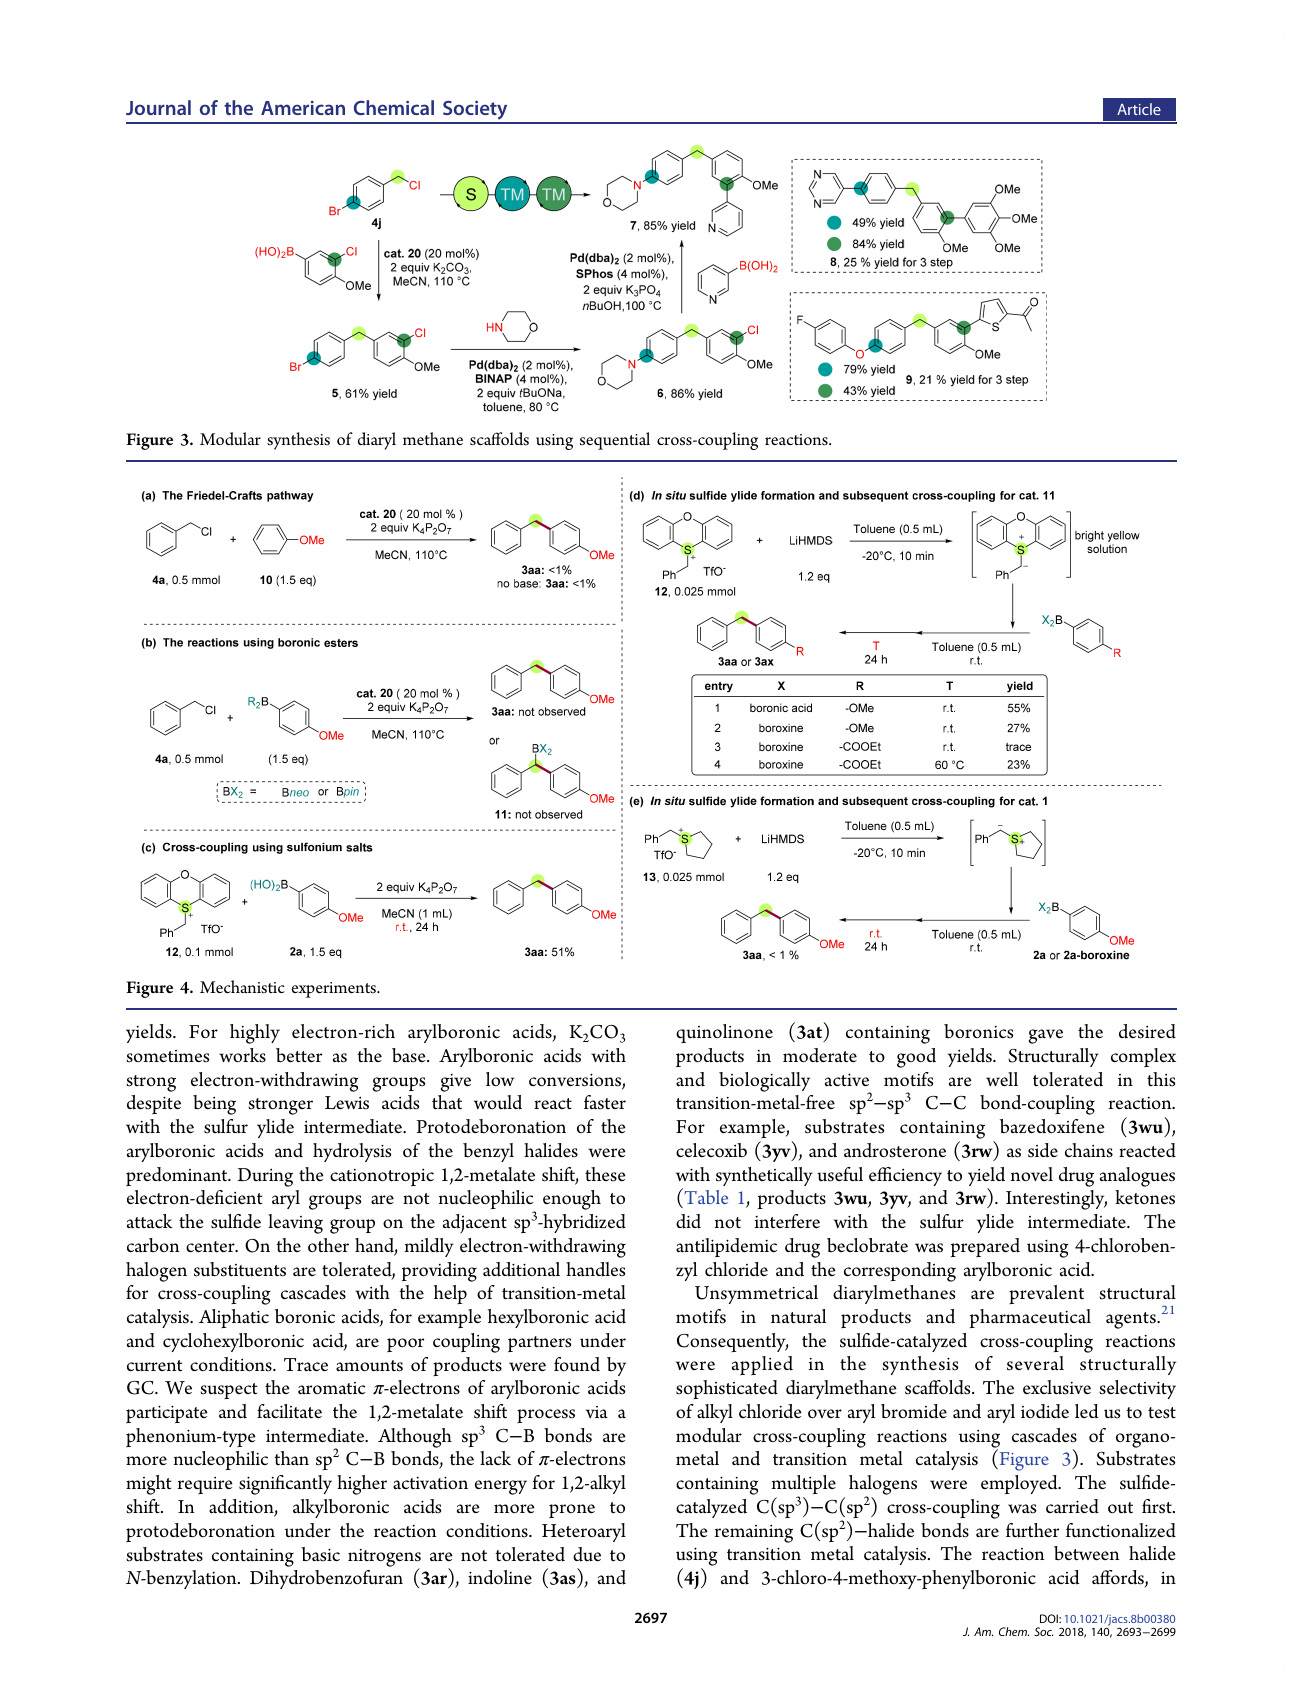 Journal of the American Chemical Society
Article
Cl
Br
4j
S TM TM
N
O
OMe
N
7, 85% yield
(HO)₂B
Cl
OMe
cat. 20 (20 mol%)
2 equiv K₂CO₃,
MeCN, 110 °C
Pd(dba)₂ (2 mol%),
SPhos (4 mol%),
2 equiv K₃PO₄
nBuOH,100 °C
B(OH)₂
N
Br
Cl
OMe
5, 61% yield
HN
O
Pd(dba)₂ (2 mol%),
BINAP (4 mol%),
2 equiv tBuONa,
toluene, 80 °C
N
O
Cl
OMe
6, 86% yield
N
N
OMe
OMe
OMe
OMe
49% yield
84% yield
8, 25 % yield for 3 step
F
O
S
O
OMe
79% yield
43% yield
9, 21 % yield for 3 step
Figure 3. Modular synthesis of diaryl methane scaffolds using sequential cross-coupling reactions.
(a) The Friedel-Crafts pathway
Cl
+
OMe
4a, 0.5 mmol
10 (1.5 eq)
cat. 20 ( 20 mol % )
2 equiv K₄P₂O₇
MeCN, 110°C
OMe
3aa: <1%
no base: 3aa: <1%
(b) The reactions using boronic esters
Cl
+
R₂B
OMe
4a, 0.5 mmol
(1.5 eq)
BX₂ = Bneo or Bpin
cat. 20 ( 20 mol % )
2 equiv K₄P₂O₇
MeCN, 110°C
OMe
3aa: not observed
or
BX₂
OMe
11: not observed
(c) Cross-coupling using sulfonium salts
O
S+
Ph
TfO⁻
12, 0.1 mmol
+
(HO)₂B
OMe
2a, 1.5 eq
2 equiv K₄P₂O₇
MeCN (1 mL)
r.t., 24 h
OMe
3aa: 51%
(d) In situ sulfide ylide formation and subsequent cross-coupling for cat. 11
O
S+
Ph
TfO⁻
12, 0.025 mmol
+
LiHMDS
1.2 eq
Toluene (0.5 mL)
-20°C, 10 min
O
S+
Ph −
bright yellow
solution
X₂B
R
Toluene (0.5 mL)
r.t.
T
24 h
R
3aa or 3ax
entry X R T yield
1 boronic acid -OMe r.t. 55%
2 boroxine -OMe r.t. 27%
3 boroxine -COOEt r.t. trace
4 boroxine -COOEt 60 °C 23%
(e) In situ sulfide ylide formation and subsequent cross-coupling for cat. 1
Ph
S+
TfO⁻
13, 0.025 mmol
+
LiHMDS
1.2 eq
Toluene (0.5 mL)
-20°C, 10 min
Ph − S+
X₂B
OMe
2a or 2a-boroxine
Toluene (0.5 mL)
r.t.
r.t.
24 h
OMe
3aa, < 1 %
Figure 4. Mechanistic experiments.
yields. For highly electron-rich arylboronic acids, K₂CO₃
sometimes works better as the base. Arylboronic acids with
strong electron-withdrawing groups give low conversions,
despite being stronger Lewis acids that would react faster
with the sulfur ylide intermediate. Protodeboronation of the
arylboronic acids and hydrolysis of the benzyl halides were
predominant. During the cationotropic 1,2-metalate shift, these
electron-deficient aryl groups are not nucleophilic enough to
attack the sulfide leaving group on the adjacent sp³-hybridized
carbon center. On the other hand, mildly electron-withdrawing
halogen substituents are tolerated, providing additional handles
for cross-coupling cascades with the help of transition-metal
catalysis. Aliphatic boronic acids, for example hexylboronic acid
and cyclohexylboronic acid, are poor coupling partners under
current conditions. Trace amounts of products were found by
GC. We suspect the aromatic π-electrons of arylboronic acids
participate and facilitate the 1,2-metalate shift process via a
phenonium-type intermediate. Although sp³ C−B bonds are
more nucleophilic than sp² C−B bonds, the lack of π-electrons
might require significantly higher activation energy for 1,2-alkyl
shift. In addition, alkylboronic acids are more prone to
protodeboronation under the reaction conditions. Heteroaryl
substrates containing basic nitrogens are not tolerated due to
N-benzylation. Dihydrobenzofuran (3ar), indoline (3as), and
quinolinone (3at) containing boronics gave the desired
products in moderate to good yields. Structurally complex
and biologically active motifs are well tolerated in this
transition-metal-free sp²−sp³ C−C bond-coupling reaction.
For example, substrates containing bazedoxifene (3wu),
celecoxib (3yv), and androsterone (3rw) as side chains reacted
with synthetically useful efficiency to yield novel drug analogues
(Table 1, products 3wu, 3yv, and 3rw). Interestingly, ketones
did not interfere with the sulfur ylide intermediate. The
antilipidemic drug beclobrate was prepared using 4-chloroben-
zyl chloride and the corresponding arylboronic acid.
Unsymmetrical diarylmethanes are prevalent structural
motifs in natural products and pharmaceutical agents.²¹
Consequently, the sulfide-catalyzed cross-coupling reactions
were applied in the synthesis of several structurally
sophisticated diarylmethane scaffolds. The exclusive selectivity
of alkyl chloride over aryl bromide and aryl iodide led us to test
modular cross-coupling reactions using cascades of organo-
metal and transition metal catalysis (Figure 3). Substrates
containing multiple halogens were employed. The sulfide-
catalyzed C(sp³)−C(sp²) cross-coupling was carried out first.
The remaining C(sp²)−halide bonds are further functionalized
using transition metal catalysis. The reaction between halide
(4j) and 3-chloro-4-methoxy-phenylboronic acid affords, in
2697
DOI: 10.1021/jacs.8b00380
J. Am. Chem. Soc. 2018, 140, 2693−2699